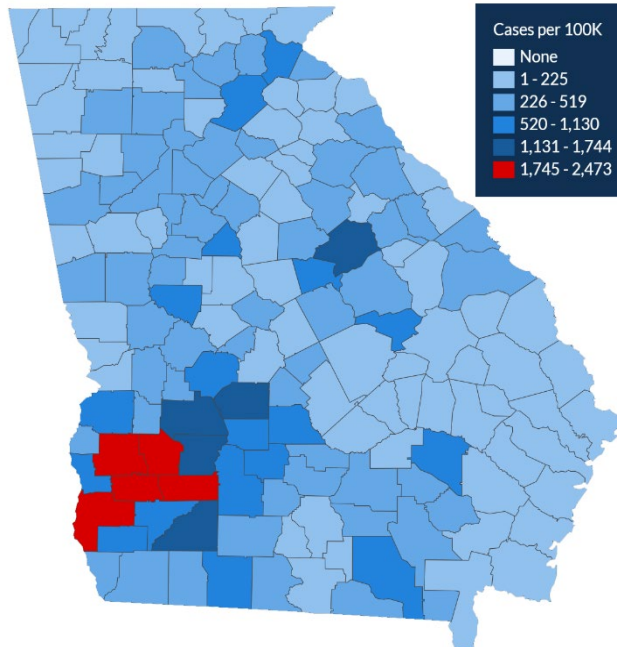 Cases per 100K
None
1 - 225
226 - 519
520 - 1,130
1,131 - 1,744
1,745 - 2,473